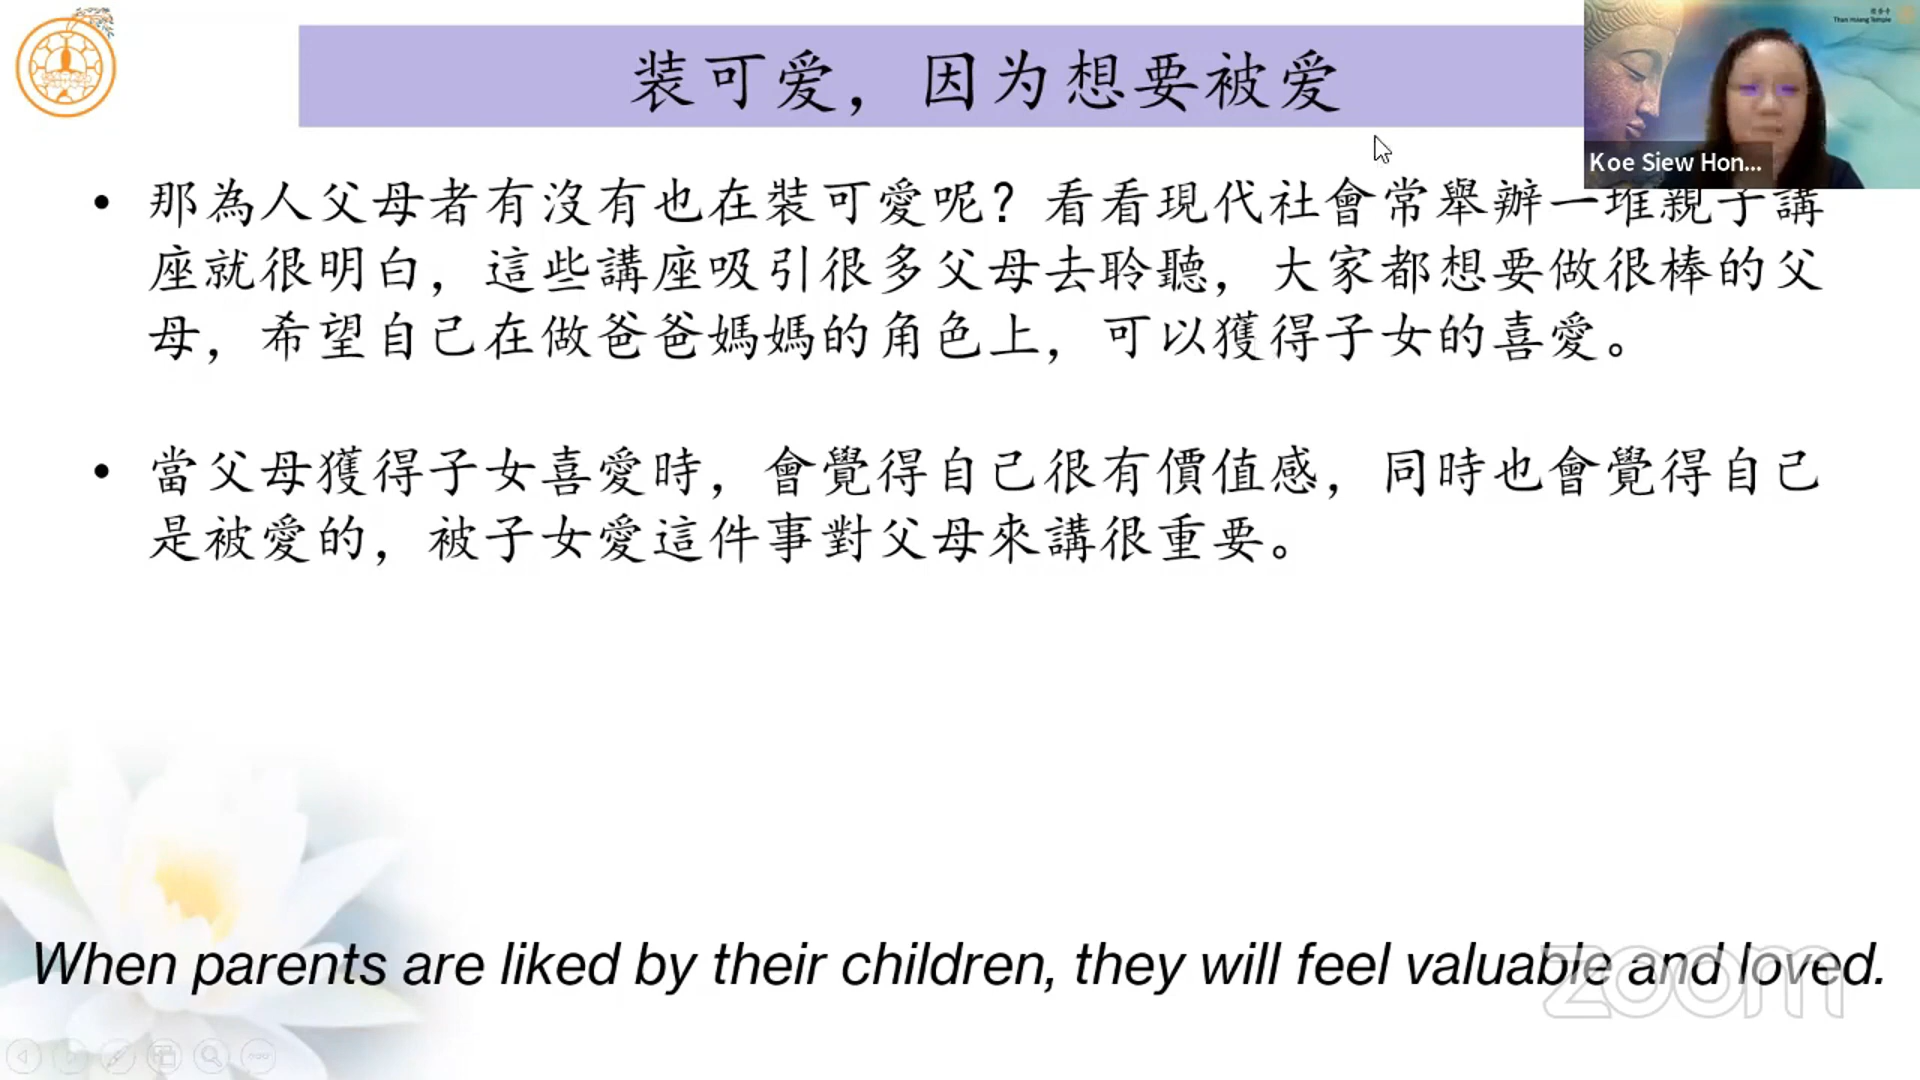 装可爱，因为想要被爱
Than Hsiang Temple
Koe Siew Hon...
• 那為人父母者有沒有也在裝可愛呢？看看現代社會常舉辦一堆親子講
座就很明白，這些講座吸引很多父母去聆聽，大家都想要做很棒的父
母，希望自己在做爸爸媽媽的角色上，可以獲得子女的喜愛。
• 當父母獲得子女喜愛時，會覺得自己很有價值感，同時也會覺得自己
是被愛的，被子女愛這件事對父母來講很重要。
When parents are liked by their children, they will feel valuable and loved.
zoom